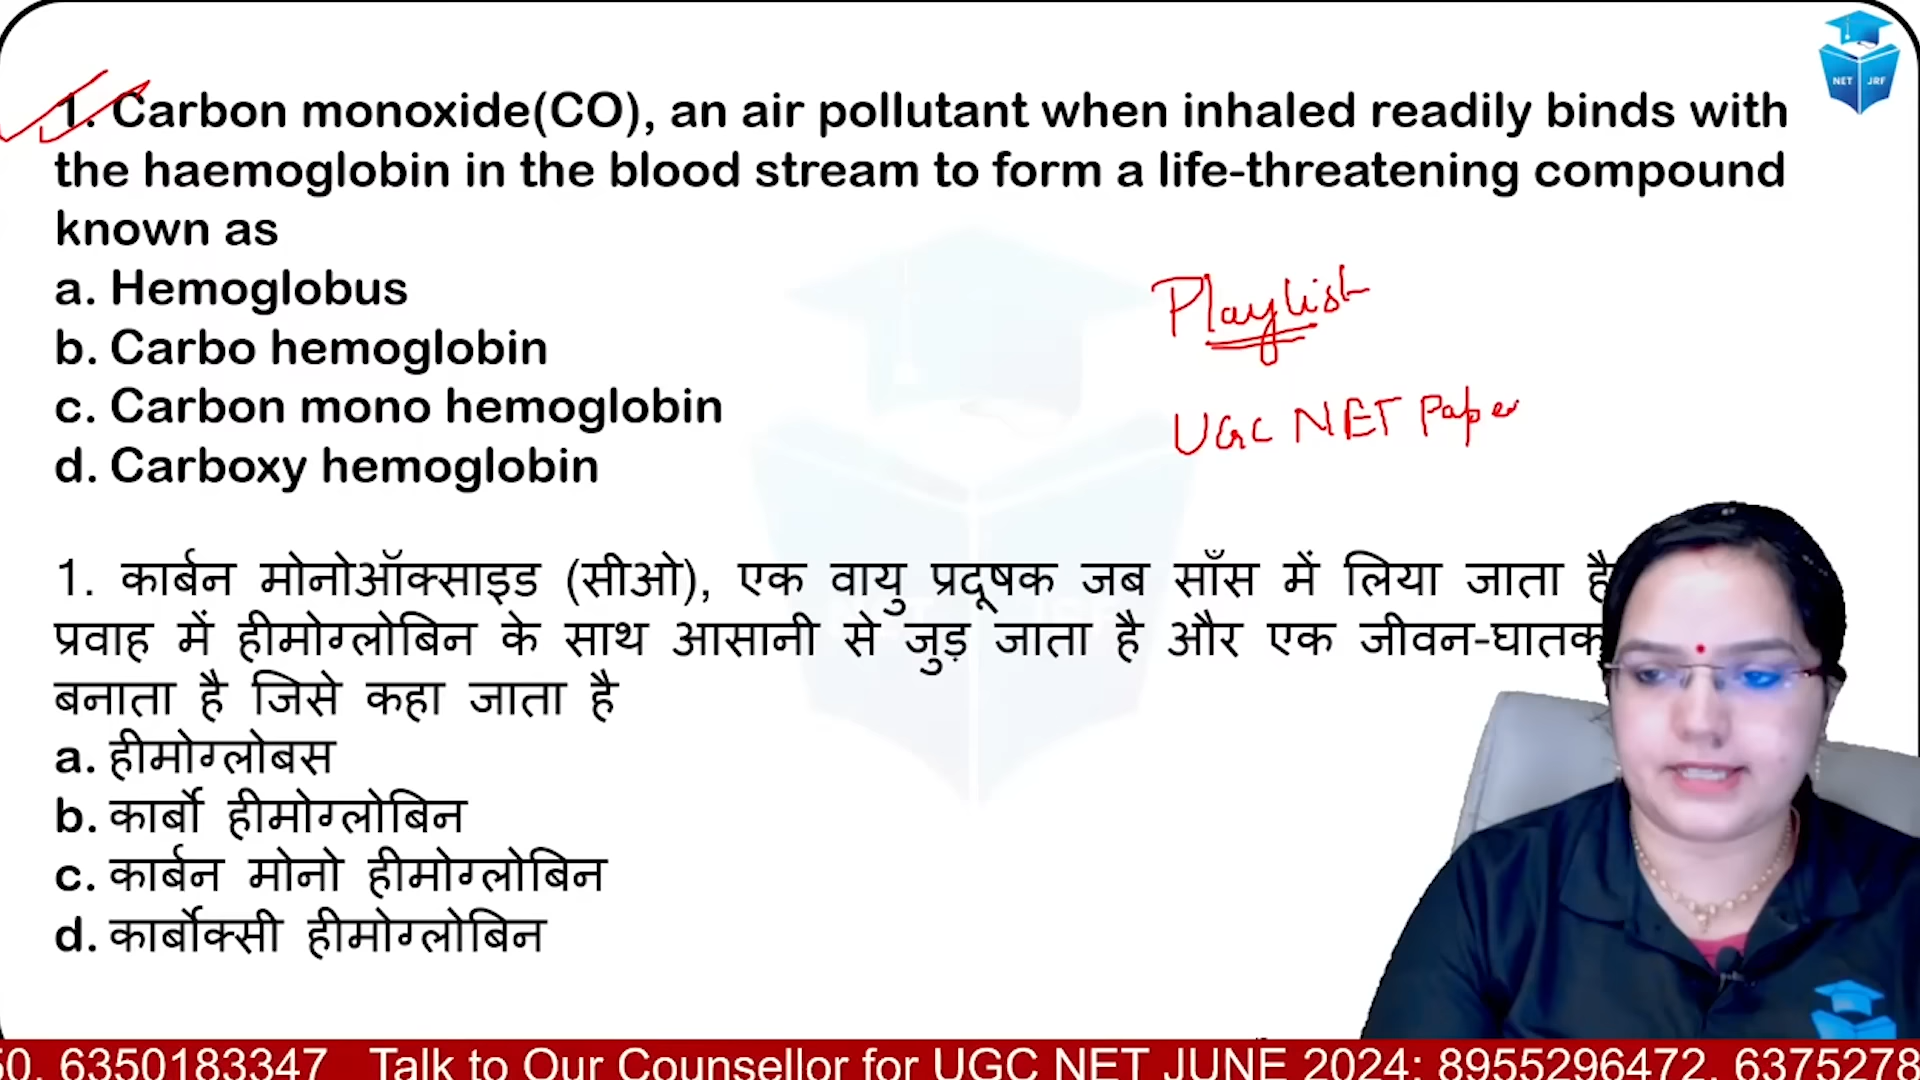 NET JRF
1. Carbon monoxide(CO), an air pollutant when inhaled readily binds with
the haemoglobin in the blood stream to form a life-threatening compound
known as
a. Hemoglobus
b. Carbo hemoglobin
c. Carbon mono hemoglobin
d. Carboxy hemoglobin
Playlist
UGC NET Paper
1. कार्बन मोनोऑक्साइड (सीओ), एक वायु प्रदूषक जब साँस में लिया जाता है
प्रवाह में हीमोग्लोबिन के साथ आसानी से जुड़ जाता है और एक जीवन-घातक
बनाता है जिसे कहा जाता है
a. हीमोग्लोबस
b. कार्बो हीमोग्लोबिन
c. कार्बन मोनो हीमोग्लोबिन
d. कार्बोक्सी हीमोग्लोबिन
50, 6350183347 Talk to Our Counsellor for UGC NET JUNE 2024: 8955296472, 6375278